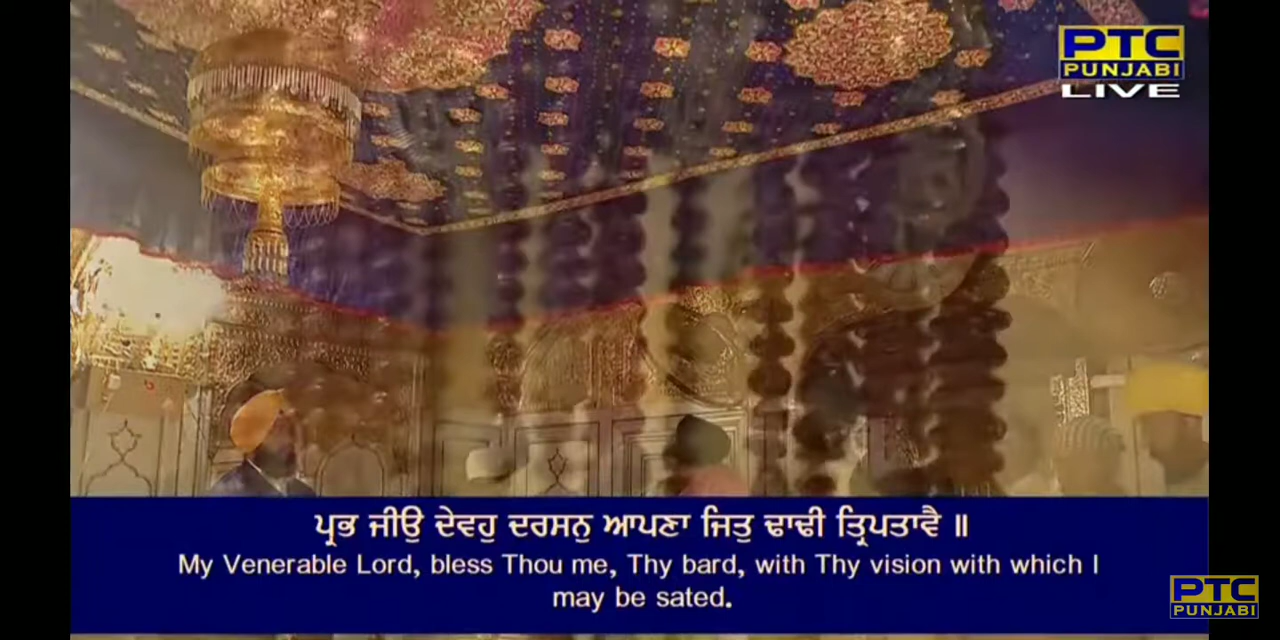 PTC
PUNJABI
LIVE
ਪ੍ਰਭ ਜੀਉ ਦੇਵਹੁ ਦਰਸਨੁ ਆਪਣਾ ਜਿਤੁ ਢਾਢੀ ਤ੍ਰਿਪਤਾਵੈ ॥
My Venerable Lord, bless Thou me, Thy bard, with Thy vision with which I
may be sated.
PTC
PUNJABI